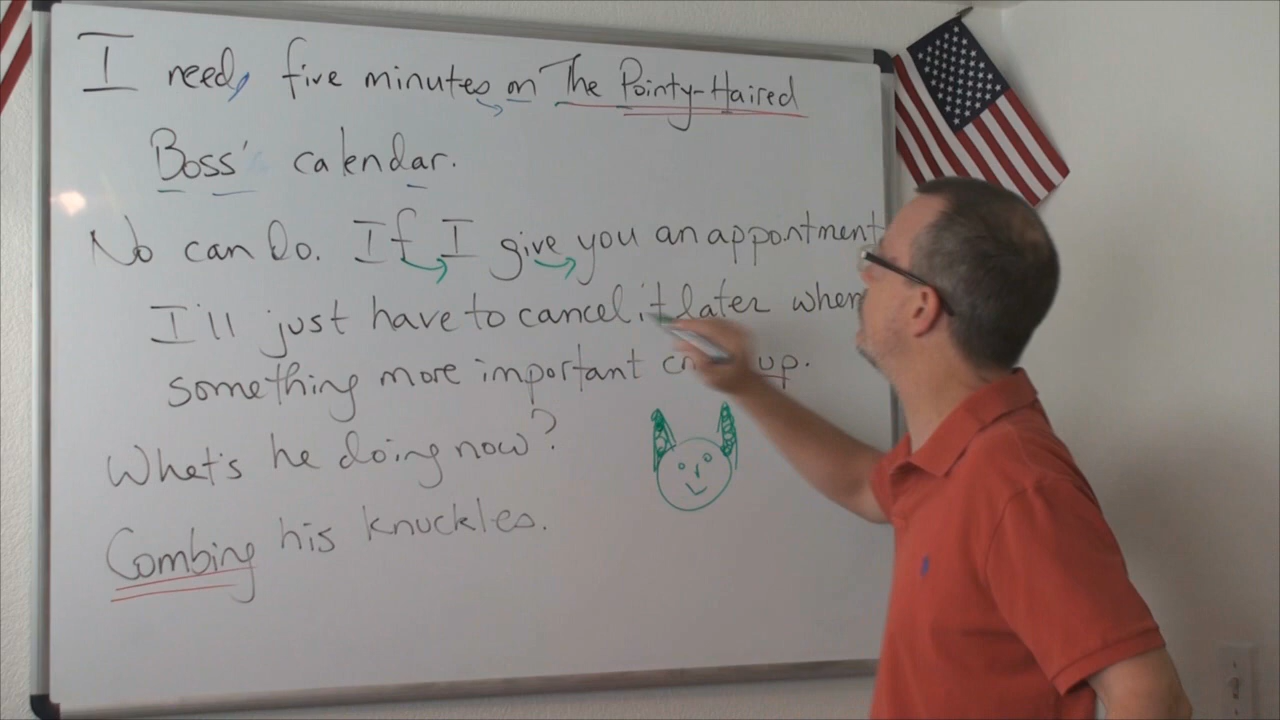 I need, five minutes on The Pointy-Haired
Boss' calendar.
No can do. If I give you an appointment
I'll just have to cancel it later when
something more important up.
What's he doing now?
Combing his knuckles.